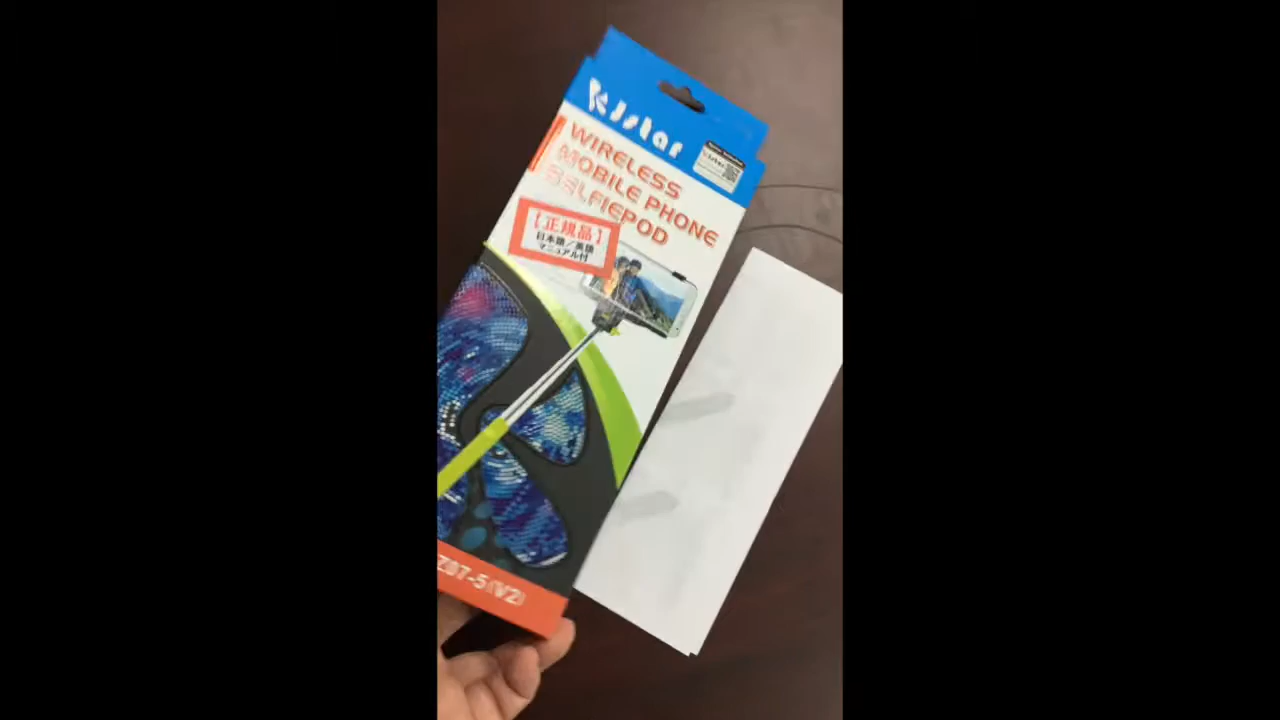 KJstar
WIRELESS
MOBILE PHONE
SELFIEPOD
【正規品】
日本語／英語
マニュアル付
Z07-5(V2)